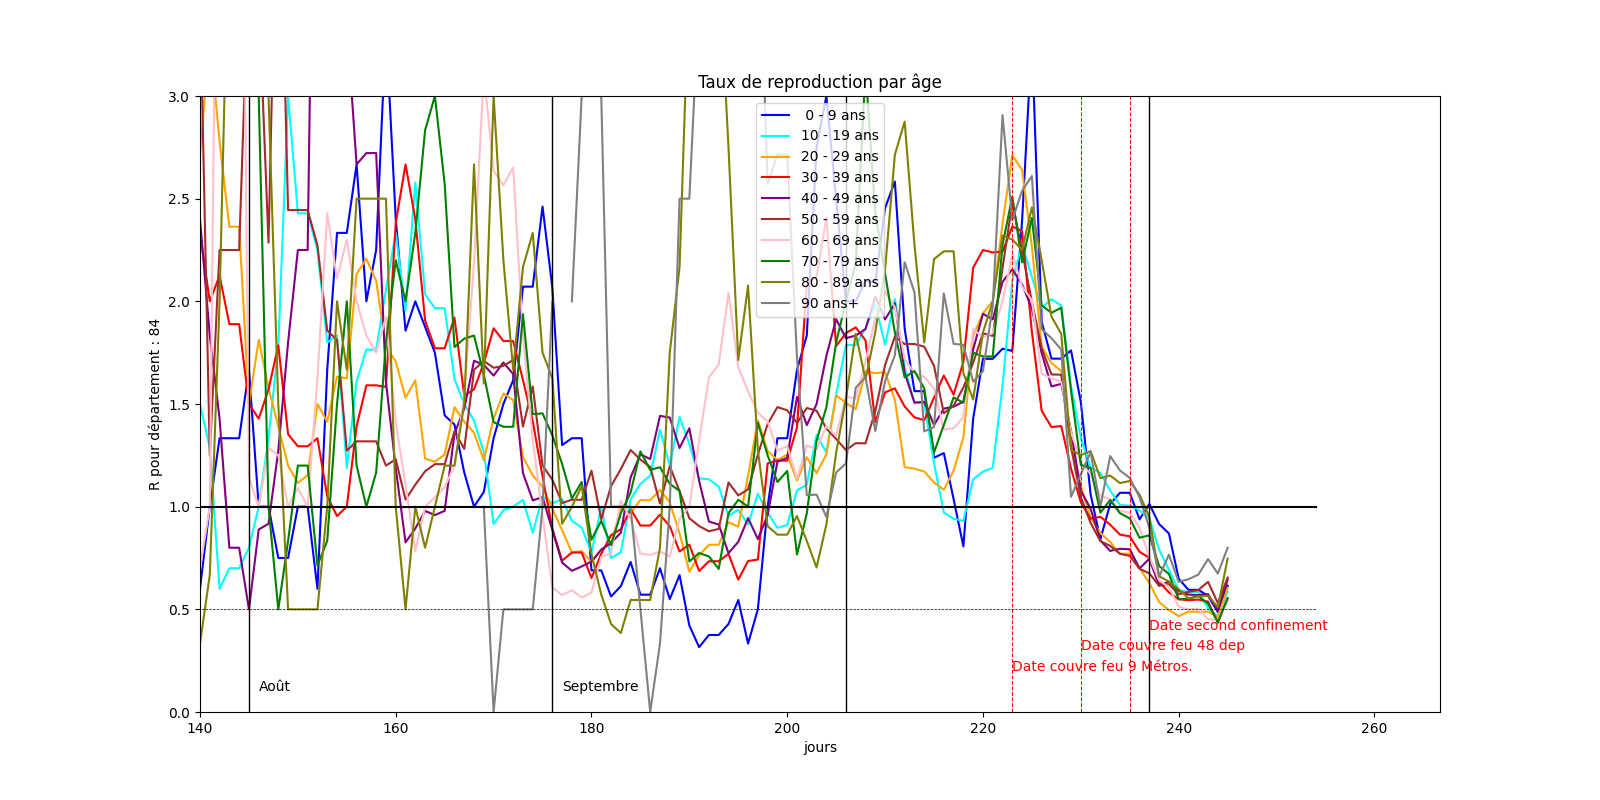 Taux de reproduction par âge
3.0
2.5
2.0
1.5
1.0
0.5
0.0
R pour département : 84
0 - 9 ans
10 - 19 ans
20 - 29 ans
30 - 39 ans
40 - 49 ans
50 - 59 ans
60 - 69 ans
70 - 79 ans
80 - 89 ans
90 ans+
Date second confinement
Date couvre feu 48 dep
Date couvre feu 9 Métros.
Août
Septembre
140
160
180
200
220
240
260
jours